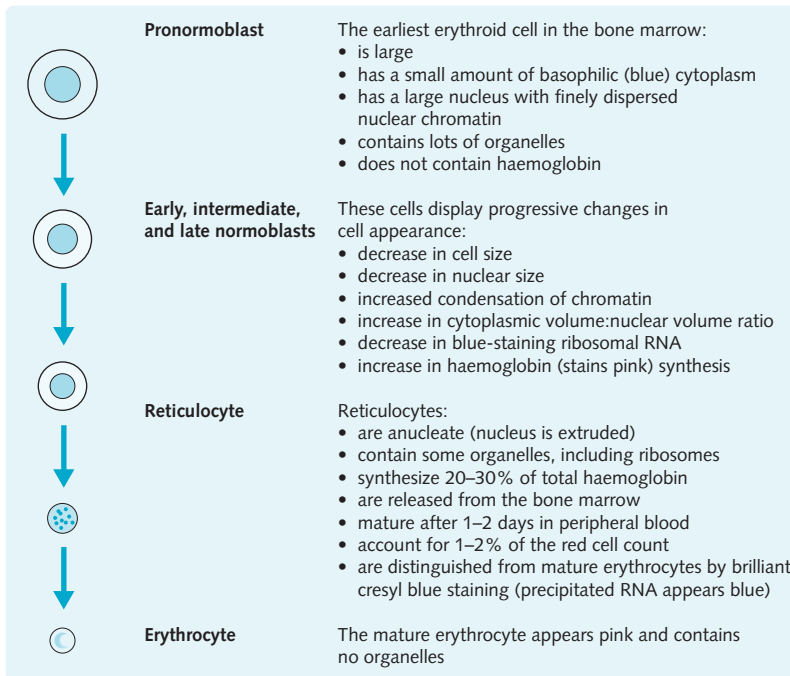 Pronormoblast
The earliest erythroid cell in the bone marrow:
• is large
• has a small amount of basophilic (blue) cytoplasm
• has a large nucleus with finely dispersed
nuclear chromatin
• contains lots of organelles
• does not contain haemoglobin
Early, intermediate,
and late normoblasts
These cells display progressive changes in
cell appearance:
• decrease in cell size
• decrease in nuclear size
• increased condensation of chromatin
• increase in cytoplasmic volume:nuclear volume ratio
• decrease in blue-staining ribosomal RNA
• increase in haemoglobin (stains pink) synthesis
Reticulocyte
Reticulocytes:
• are anucleate (nucleus is extruded)
• contain some organelles, including ribosomes
• synthesize 20–30% of total haemoglobin
• are released from the bone marrow
• mature after 1–2 days in peripheral blood
• account for 1–2% of the red cell count
• are distinguished from mature erythrocytes by brilliant
cresyl blue staining (precipitated RNA appears blue)
Erythrocyte
The mature erythrocyte appears pink and contains
no organelles